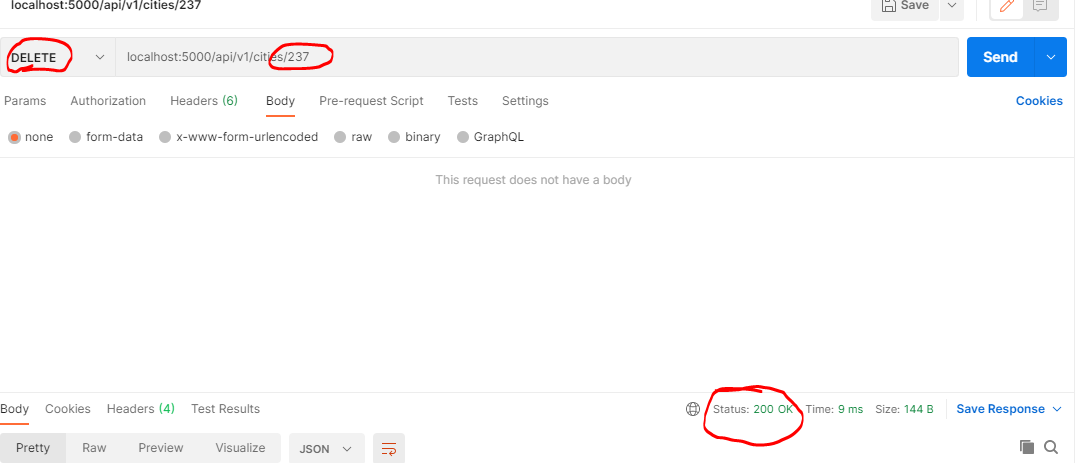 localhost:5000/api/v1/cities/237
Save
DELETE localhost:5000/api/v1/cities/237 Send
Params Authorization Headers (6) Body Pre-request Script Tests Settings Cookies
none form-data x-www-form-urlencoded raw binary GraphQL
This request does not have a body
Body Cookies Headers (4) Test Results Status: 200 OK Time: 9 ms Size: 144 B Save Response
Pretty Raw Preview Visualize JSON